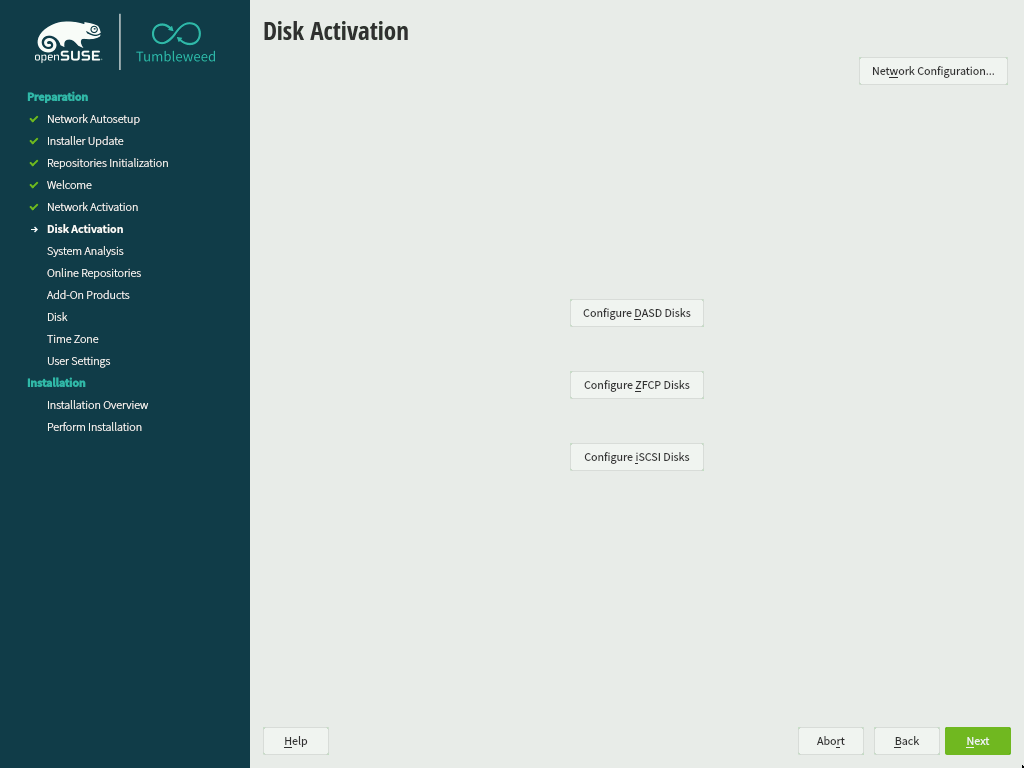 openSUSE
Tumbleweed
Preparation
Network Autosetup
Installer Update
Repositories Initialization
Welcome
Network Activation
Disk Activation
System Analysis
Online Repositories
Add-On Products
Disk
Time Zone
User Settings
Installation
Installation Overview
Perform Installation
Disk Activation
Network Configuration...
Configure DASD Disks
Configure ZFCP Disks
Configure iSCSI Disks
Help
Abort
Back
Next